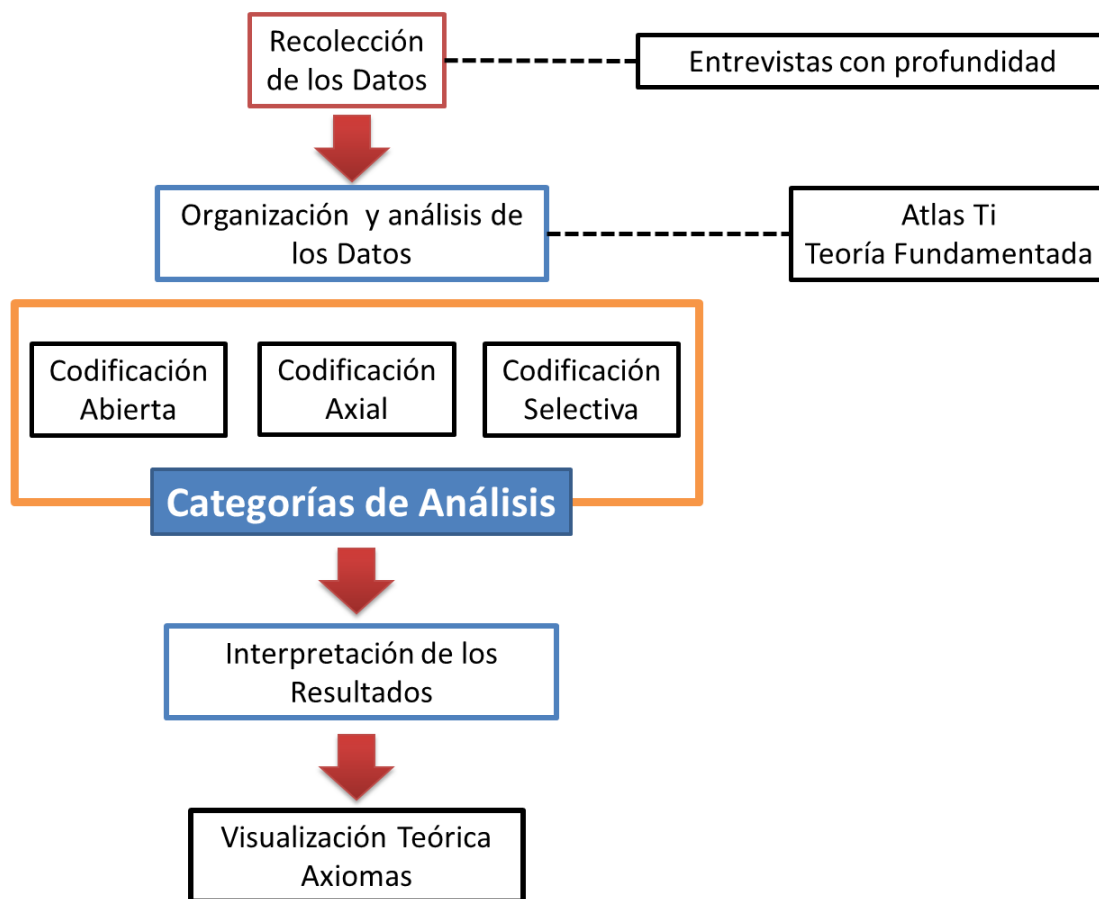 Recolección
de los Datos
Entrevistas con profundidad
Organización y análisis de
los Datos
Atlas Ti
Teoría Fundamentada
Codificación
Abierta
Codificación
Axial
Codificación
Selectiva
Categorías de Análisis
Interpretación de los
Resultados
Visualización Teórica
Axiomas